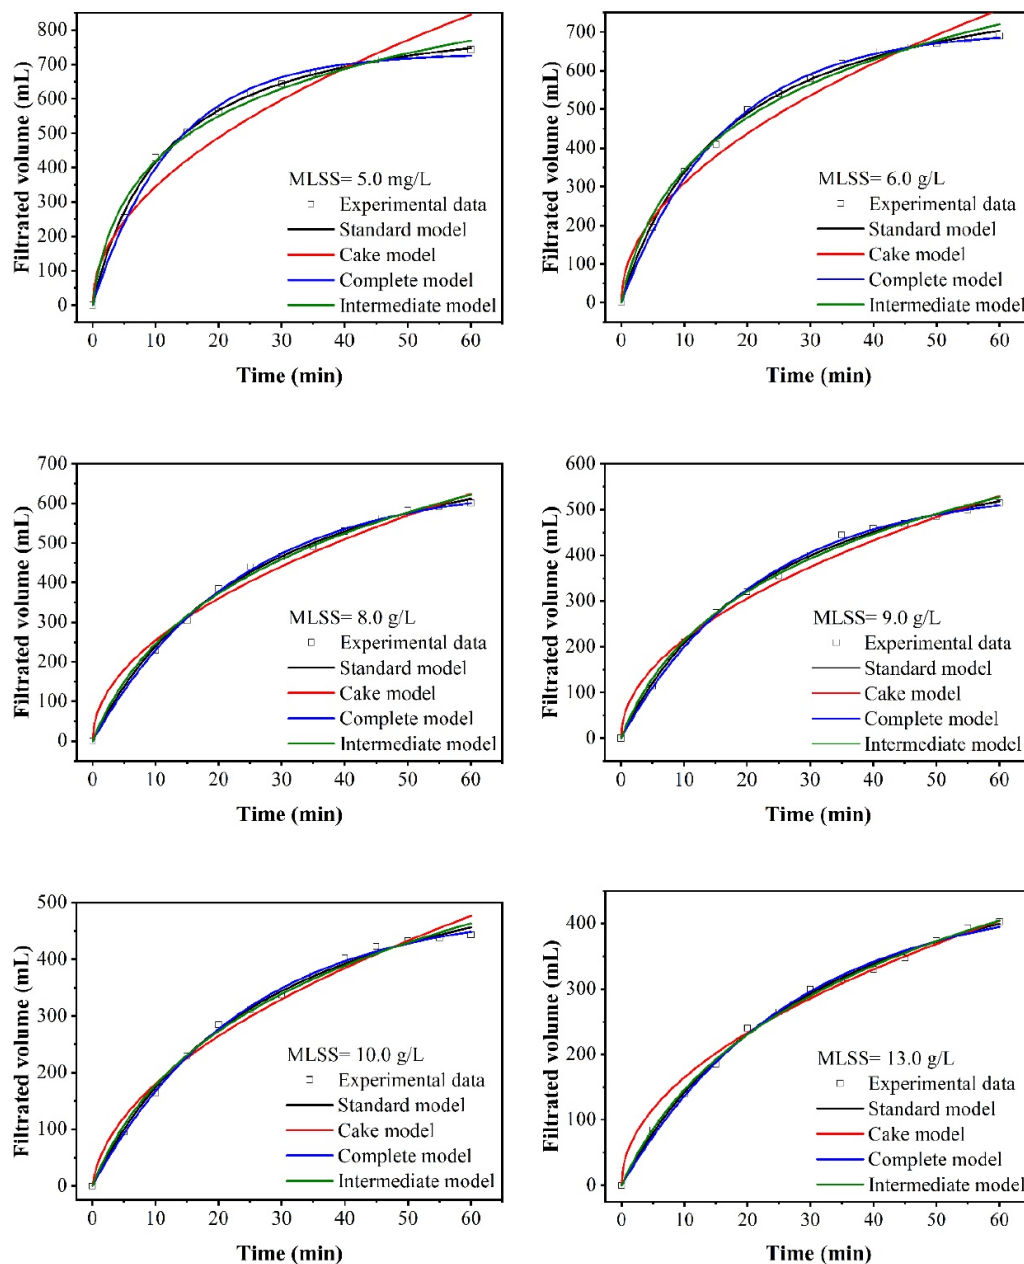 800
700
600
500
400
300
200
100
0
Filtrated volume (mL)
MLSS= 5.0 mg/L
Experimental data
Standard model
Cake model
Complete model
Intermediate model
0 10 20 30 40 50 60
Time (min)
700
600
500
400
300
200
100
0
Filtrated volume (mL)
MLSS= 6.0 g/L
Experimental data
Standard model
Cake model
Complete model
Intermediate model
0 10 20 30 40 50 60
Time (min)
700
600
500
400
300
200
100
0
Filtrated volume (mL)
MLSS= 8.0 g/L
Experimental data
Standard model
Cake model
Complete model
Intermediate model
0 10 20 30 40 50 60
Time (min)
600
500
400
300
200
100
0
Filtrated volume (mL)
MLSS= 9.0 g/L
Experimental data
Standard model
Cake model
Complete model
Intermediate model
0 10 20 30 40 50 60
Time (min)
500
400
300
200
100
0
Filtrated volume (mL)
MLSS= 10.0 g/L
Experimental data
Standard model
Cake model
Complete model
Intermediate model
0 10 20 30 40 50 60
Time (min)
400
300
200
100
0
Filtrated volume (mL)
MLSS= 13.0 g/L
Experimental data
Standard model
Cake model
Complete model
Intermediate model
0 10 20 30 40 50 60
Time (min)